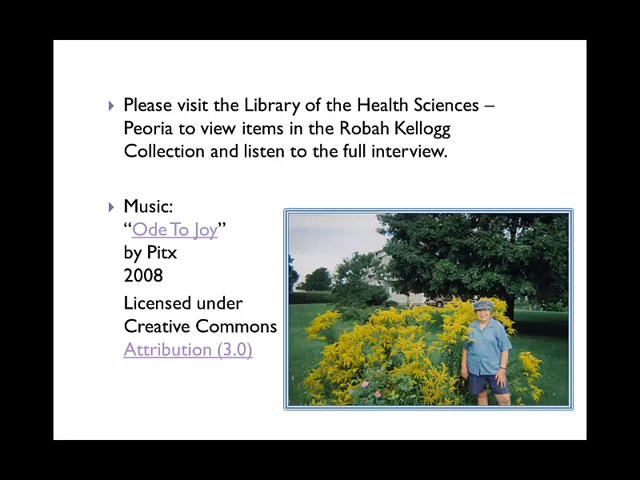 Please visit the Library of the Health Sciences –
Peoria to view items in the Robah Kellogg
Collection and listen to the full interview.
Music:
“Ode To Joy”
by Pitx
2008
Licensed under
Creative Commons
Attribution (3.0)